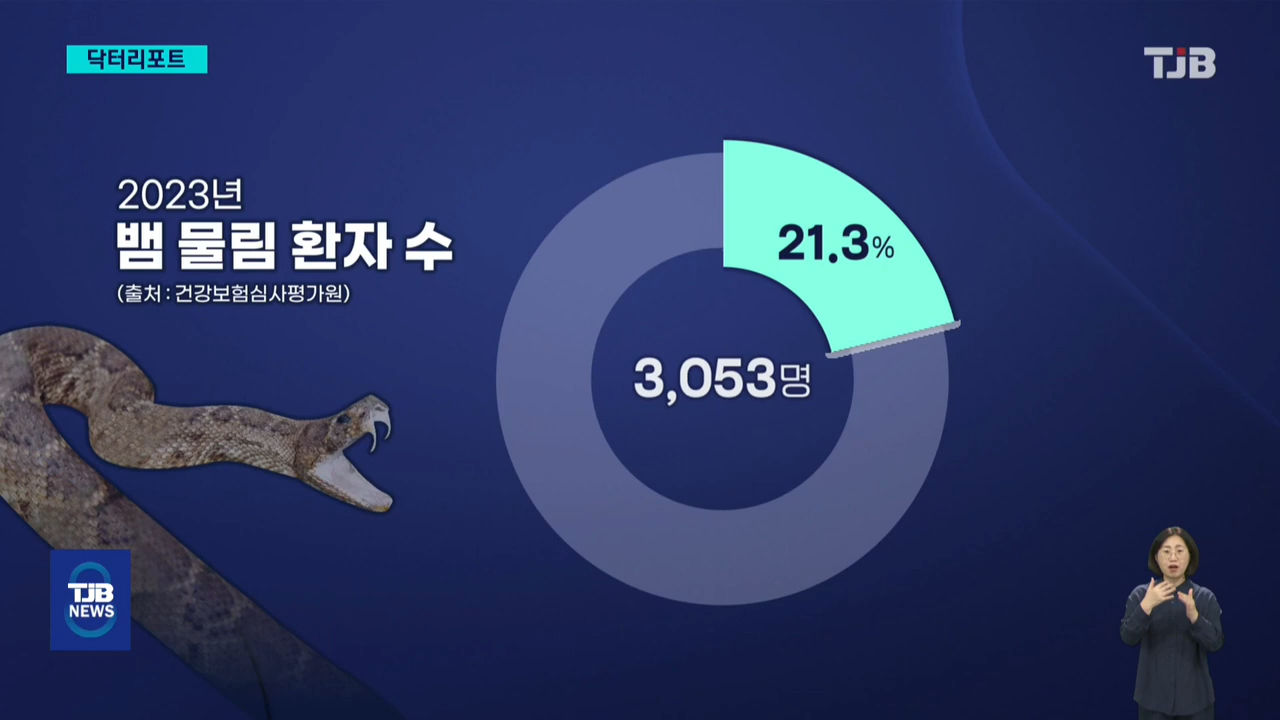 닥터리포트
TJB
2023년
뱀 물림 환자 수
(출처 : 건강보험심사평가원)
21.3%
3,053명
8
TJB
NEWS